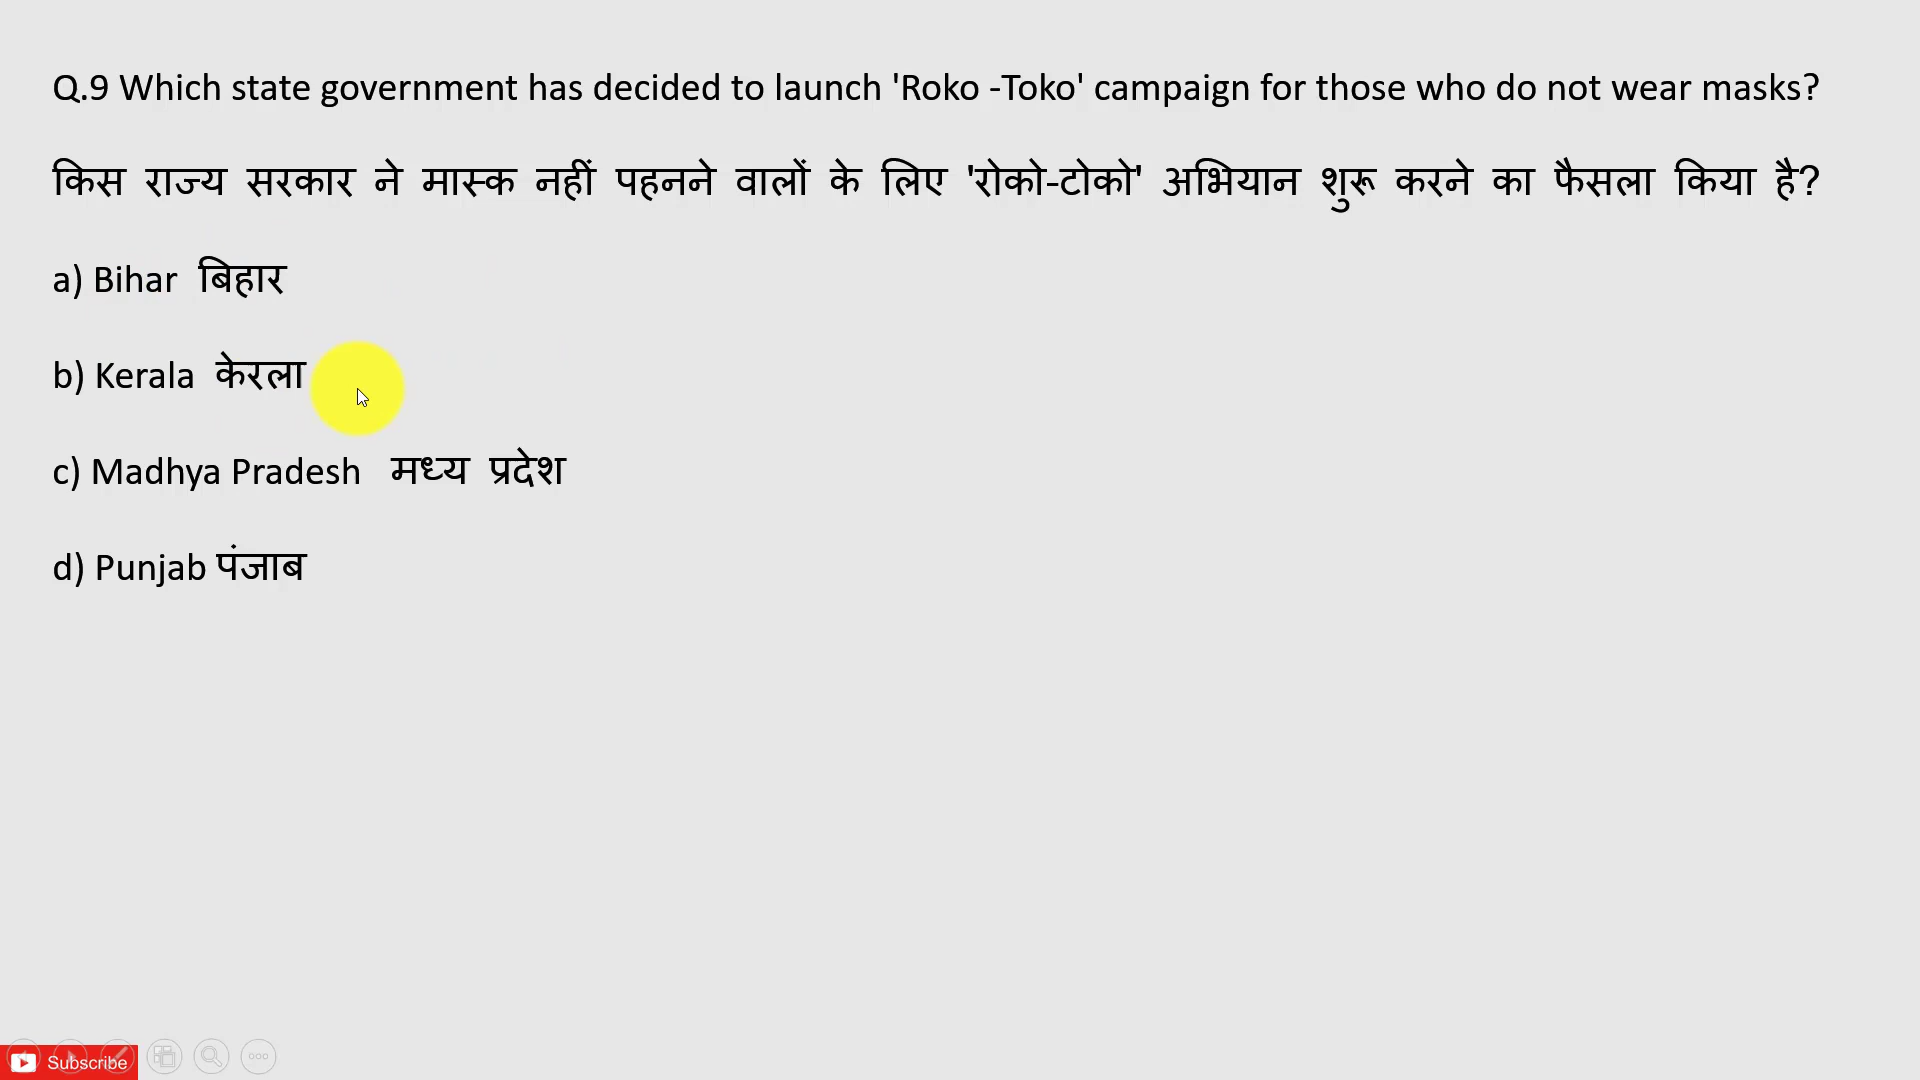 Q.9 Which state government has decided to launch 'Roko -Toko' campaign for those who do not wear masks?
किस राज्य सरकार ने मास्क नहीं पहनने वालों के लिए 'रोको-टोको' अभियान शुरू करने का फैसला किया है?
a) Bihar बिहार
b) Kerala केरला
c) Madhya Pradesh मध्य प्रदेश
d) Punjab पंजाब
Subscribe